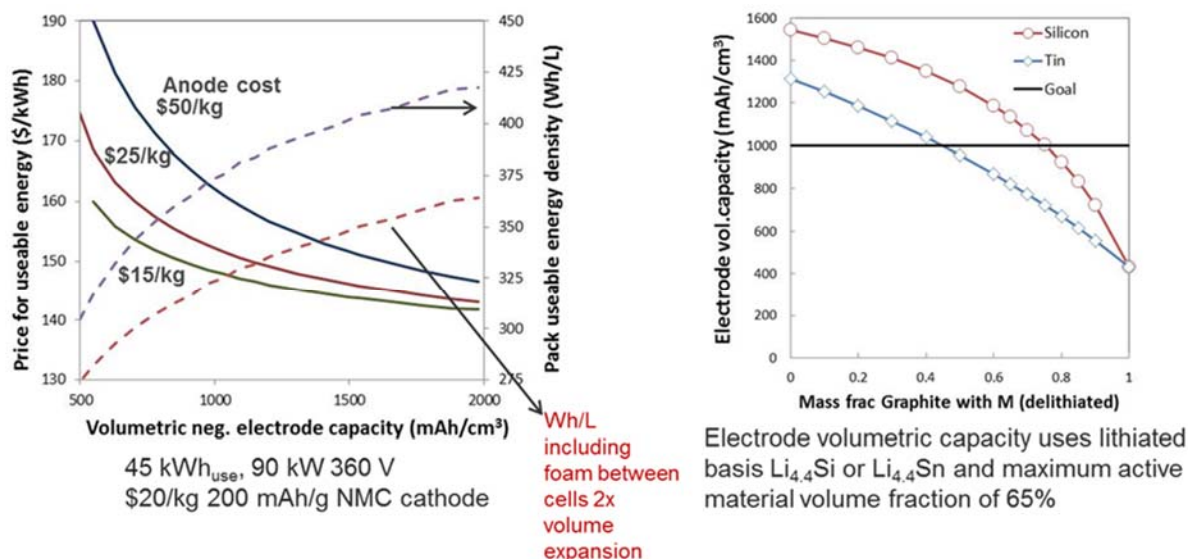 190
180
170
160
150
140
130
Price for useable energy ($/kWh)
Anode cost
$50/kg
$25/kg
$15/kg
500
1000
1500
2000
Volumetric neg. electrode capacity (mAh/cm³)
450
425
400
375
350
325
300
275
Pack useable energy density (Wh/L)
45 kWh_use, 90 kW 360 V
$20/kg 200 mAh/g NMC cathode
Wh/L
including
foam between
cells 2x
volume
expansion
1600
1400
1200
1000
800
600
400
200
0
Electrode vol.capacity (mAh/cm³)
Silicon
Tin
Goal
0
0.2
0.4
0.6
0.8
1
Mass frac Graphite with M (delithiated)
Electrode volumetric capacity uses lithiated
basis Li₄.₄Si or Li₄.₄Sn and maximum active
material volume fraction of 65%